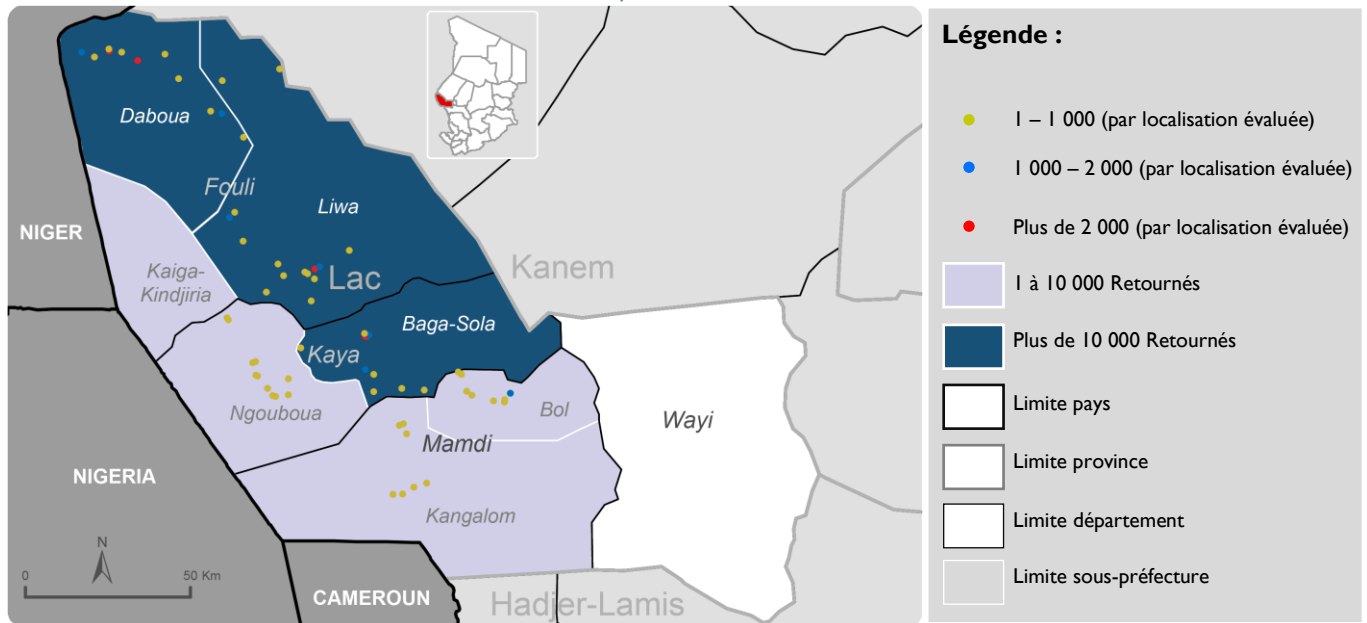 Daboua
Fouli
Liwa
NIGER
Kaiga-
Kindjiria
Lac
Kanem
Baga-Sola
Kaya
Ngouboua
Bol
Wayi
Mamdi
NIGERIA
Kangalom
N
0
50 Km
CAMEROUN
Hadjer-Lamis
Légende :
1 – 1 000 (par localisation évaluée)
1 000 – 2 000 (par localisation évaluée)
Plus de 2 000 (par localisation évaluée)
1 à 10 000 Retournés
Plus de 10 000 Retournés
Limite pays
Limite province
Limite département
Limite sous-préfecture